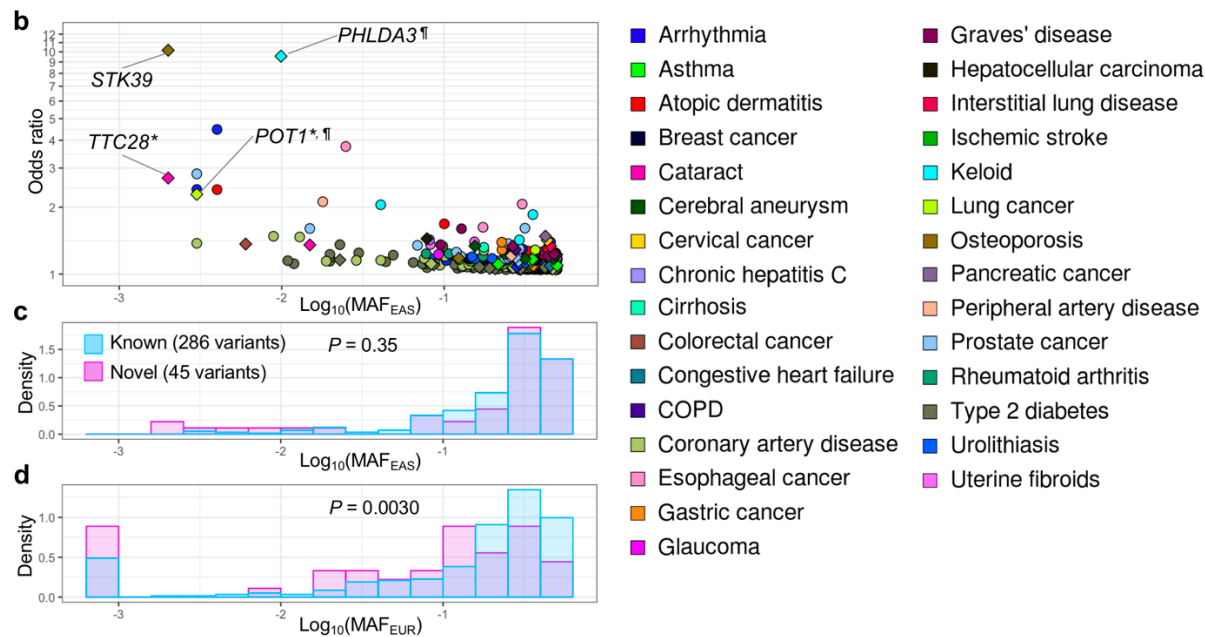 b
12
11
10
9
8
7
6
5
4
3
2
1
Odds ratio
PHLDA3¶
STK39
TTC28*
POT1*,¶
-3
-2
-1
Log10(MAFEAS)
c
Known (286 variants)
Novel (45 variants)
P = 0.35
1.5
1.0
0.5
0.0
Density
-3
-2
-1
Log10(MAFEAS)
d
P = 0.0030
1.0
0.5
0.0
Density
-3
-2
-1
Log10(MAFEUR)
Arrhythmia
Asthma
Atopic dermatitis
Breast cancer
Cataract
Cerebral aneurysm
Cervical cancer
Chronic hepatitis C
Cirrhosis
Colorectal cancer
Congestive heart failure
COPD
Coronary artery disease
Esophageal cancer
Gastric cancer
Glaucoma
Graves' disease
Hepatocellular carcinoma
Interstitial lung disease
Ischemic stroke
Keloid
Lung cancer
Osteoporosis
Pancreatic cancer
Peripheral artery disease
Prostate cancer
Rheumatoid arthritis
Type 2 diabetes
Urolithiasis
Uterine fibroids